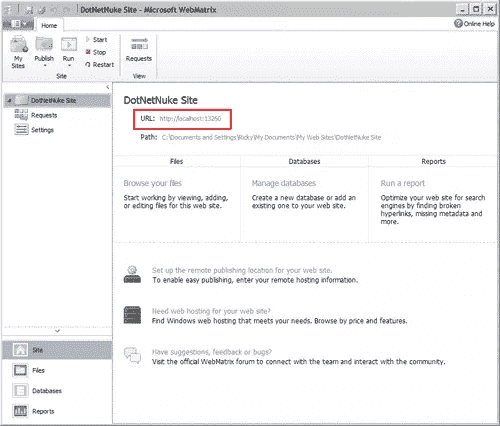 DotNetNuke Site - Microsoft WebMatrix
Home
Online Help
My Sites
Publish
Run
Start
Stop
Restart
Requests
Site
View
DotNetNuke Site
Requests
Settings
DotNetNuke Site
URL: http://localhost:13260
Path: C:\Documents and Settings\Ricky\My Documents\My Web Sites\DotNetNuke Site
Files
Databases
Reports
Browse your files
Start working by viewing, adding,
or editing files for this web site.
Manage databases
Create a new database or add an
existing one to your web site.
Run a report
Optimize your web site for search
engines by finding broken
hyperlinks, missing metadata and
more.
Set up the remote publishing location for your web site.
To enable easy publishing, enter your remote hosting information.
Need web hosting for your web site?
Find Windows web hosting that meets your needs. Browse by price and features.
Have suggestions, feedback or bugs?
Visit the official WebMatrix forum to connect with the team and interact with the community.
Site
Files
Databases
Reports